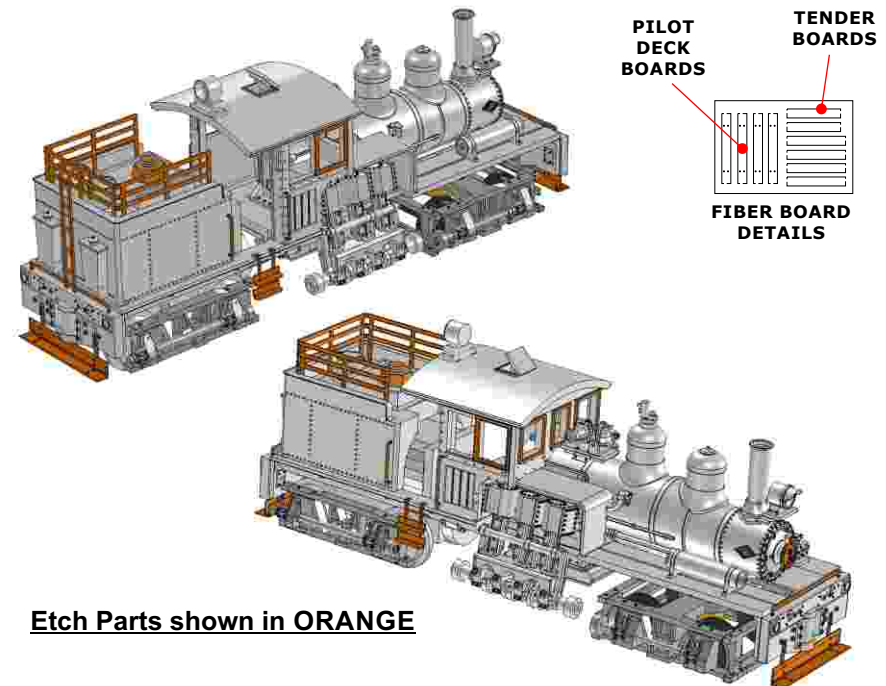 PILOT
DECK
BOARDS
TENDER
BOARDS
FIBER BOARD
DETAILS
Etch Parts shown in ORANGE